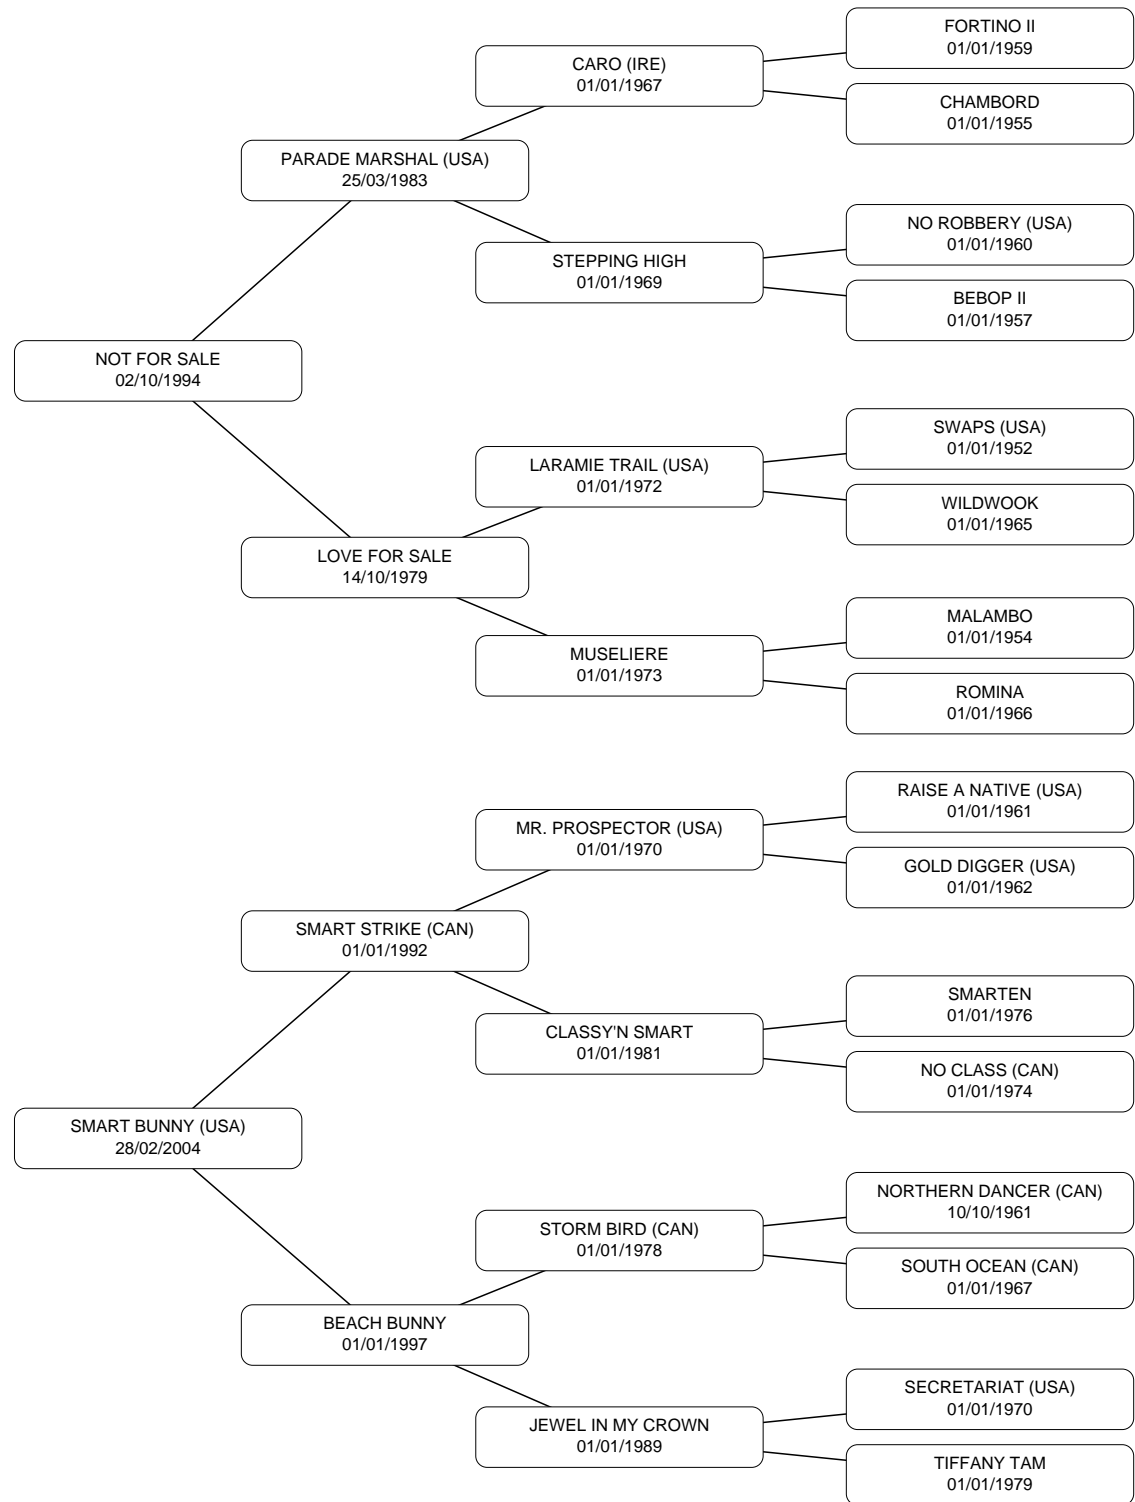 FORTINO II
01/01/1959
CARO (IRE)
01/01/1967
CHAMBORD
01/01/1955
PARADE MARSHAL (USA)
25/03/1983
NO ROBBERY (USA)
01/01/1960
STEPPING HIGH
01/01/1969
BEBOP II
01/01/1957
NOT FOR SALE
02/10/1994
SWAPS (USA)
01/01/1952
LARAMIE TRAIL (USA)
01/01/1972
WILDWOOK
01/01/1965
LOVE FOR SALE
14/10/1979
MALAMBO
01/01/1954
MUSELIERE
01/01/1973
ROMINA
01/01/1966
RAISE A NATIVE (USA)
01/01/1961
MR. PROSPECTOR (USA)
01/01/1970
GOLD DIGGER (USA)
01/01/1962
SMART STRIKE (CAN)
01/01/1992
SMARTEN
01/01/1976
CLASSY'N SMART
01/01/1981
NO CLASS (CAN)
01/01/1974
SMART BUNNY (USA)
28/02/2004
NORTHERN DANCER (CAN)
10/10/1961
STORM BIRD (CAN)
01/01/1978
SOUTH OCEAN (CAN)
01/01/1967
BEACH BUNNY
01/01/1997
SECRETARIAT (USA)
01/01/1970
JEWEL IN MY CROWN
01/01/1989
TIFFANY TAM
01/01/1979